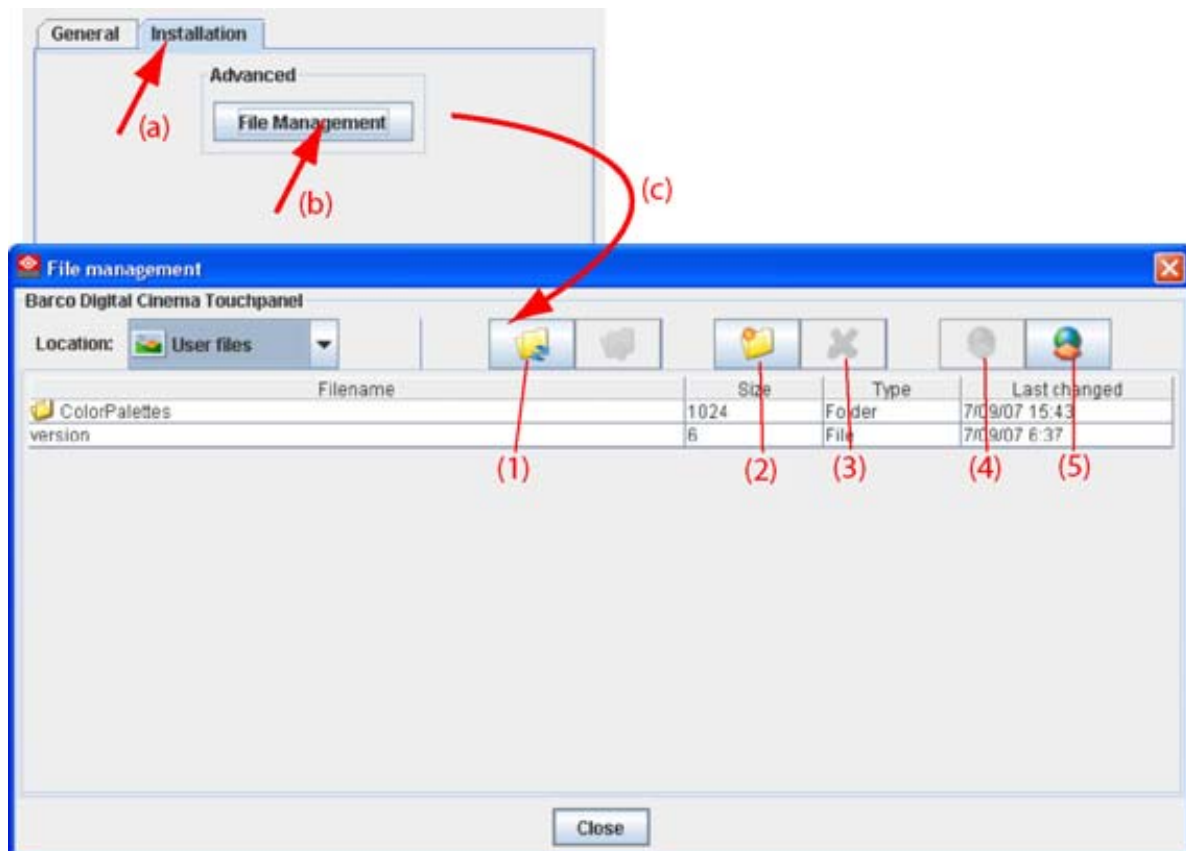 General Installation
(a)
Advanced
File Management
(b)
(c)
File management
Barco Digital Cinema Touchpanel
Location: User files
Filename Size Type Last changed
ColorPalettes 1024 Folder 7/09/07 15:43
version 6 File 7/09/07 6:37
(1) (2) (3) (4) (5)
Close